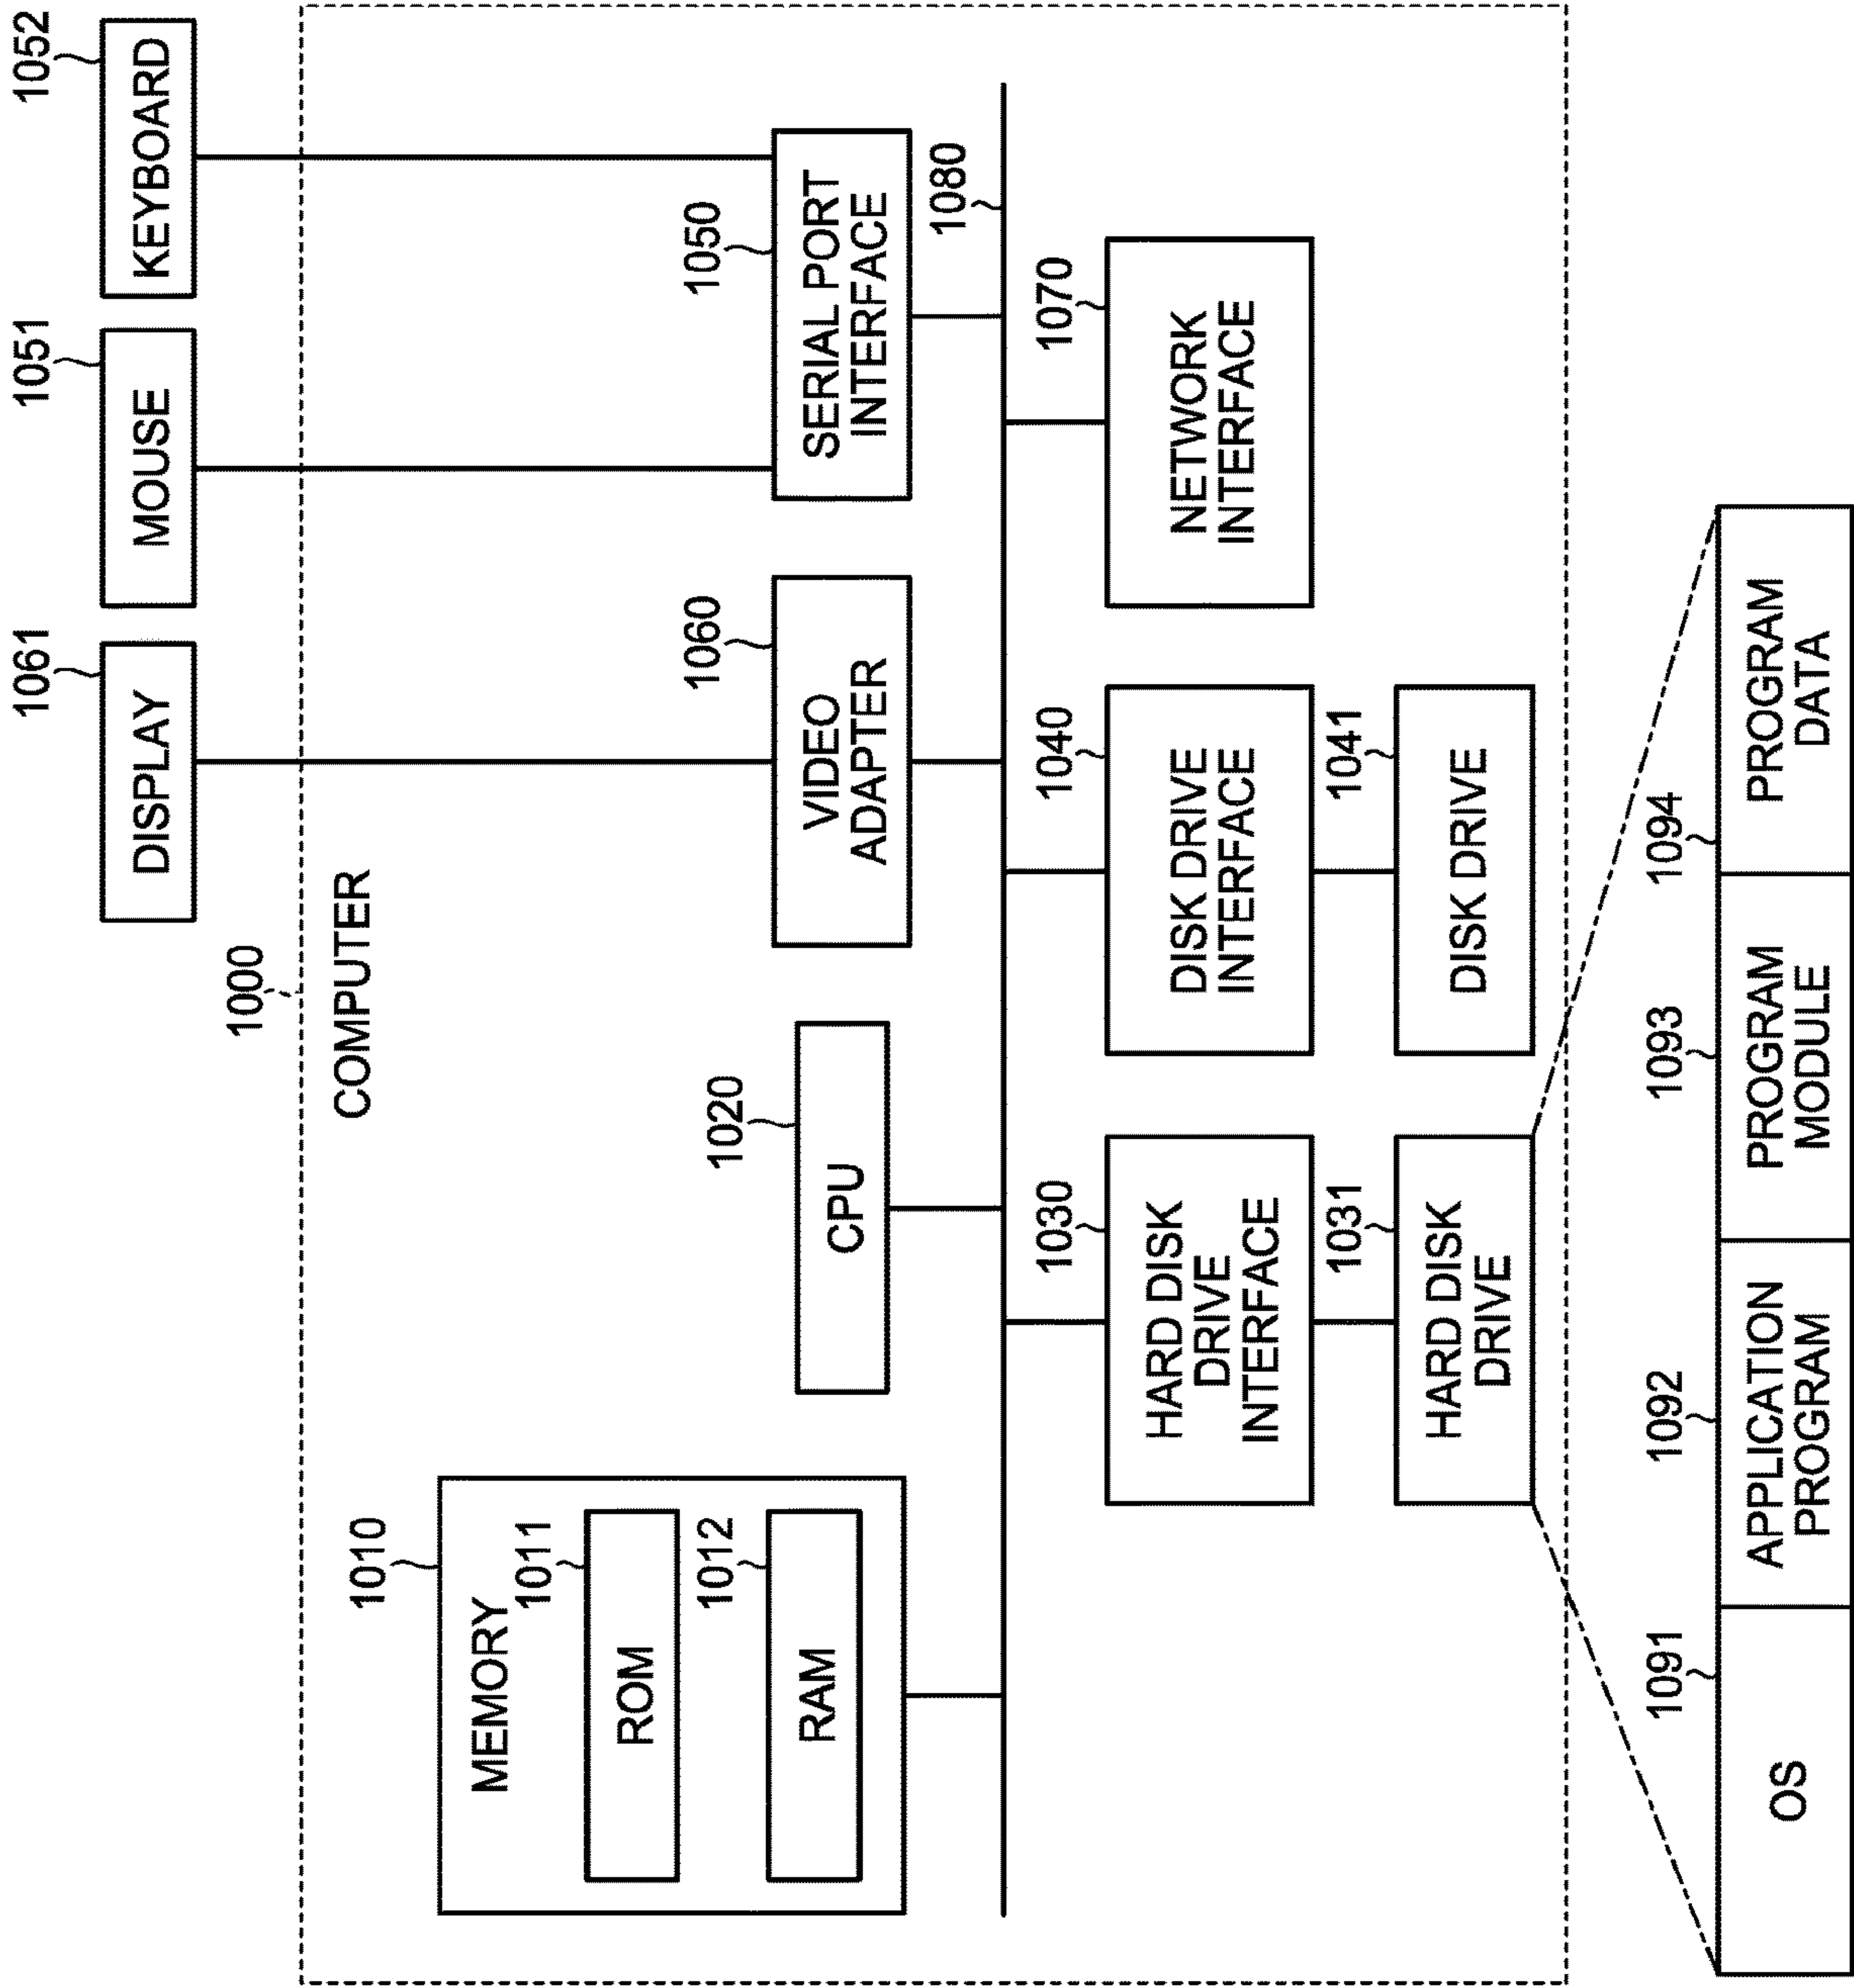 1000
COMPUTER
MEMORY
1010
ROM
1011
RAM
1012
CPU
1020
DISPLAY
1061
MOUSE
1051
KEYBOARD
1052
VIDEO
ADAPTER
1060
SERIAL PORT
INTERFACE
1050
1080
HARD DISK
DRIVE
INTERFACE
1030
DISK DRIVE
INTERFACE
1040
NETWORK
INTERFACE
1070
HARD DISK
DRIVE
1031
DISK DRIVE
1041
OS
1091
APPLICATION
PROGRAM
1092
PROGRAM
MODULE
1093
PROGRAM
DATA
1094